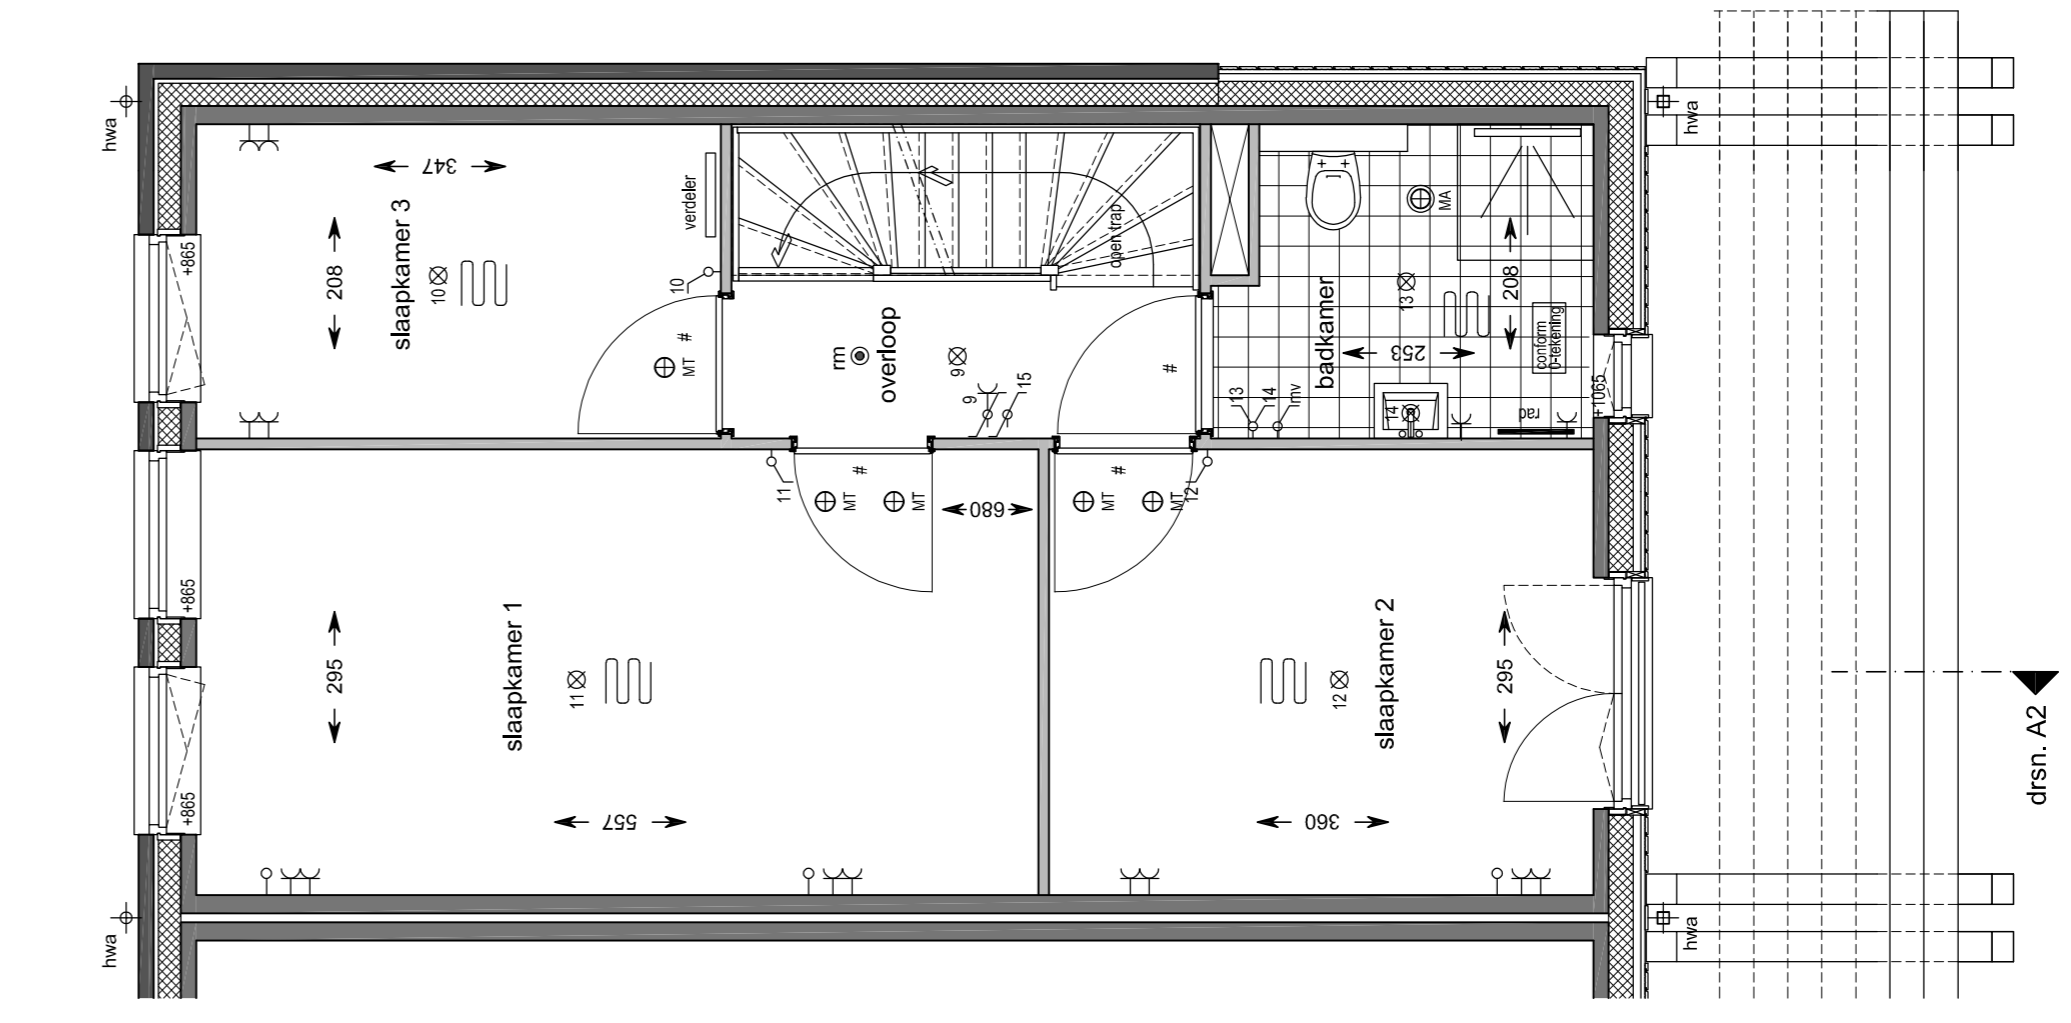 hwa
347
slaapkamer 3
208
+865
10
verdeler
10
MT
#
open trap
rm
overloop
9
9
15
#
MA
badkamer
13
208
253
conform
0-tekening
13
14
mv
14
rad
+1065
hwa
+865
+865
11
#
MT
MT
680
#
MT
MT
12
slaapkamer 1
295
11
557
slaapkamer 2
295
12
360
drsn. A2
hwa
hwa